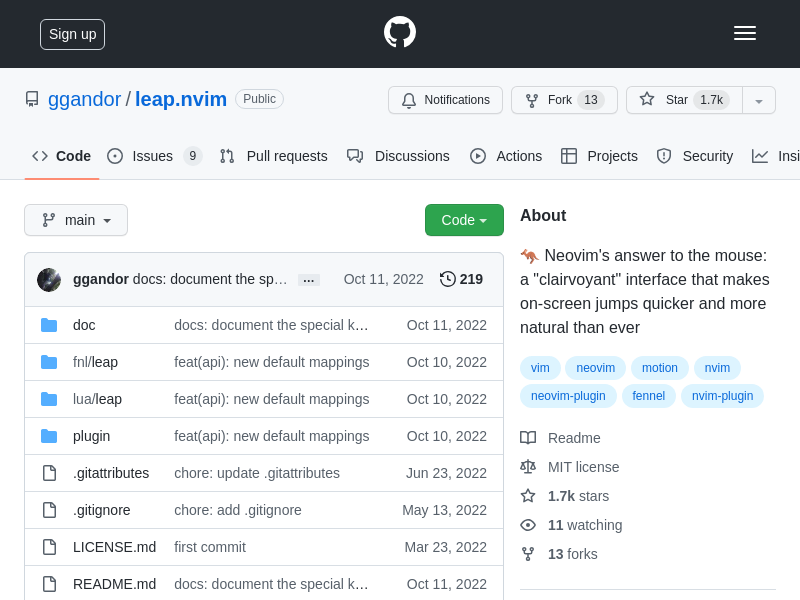 Sign up
ggandor / leap.nvim Public
Notifications
Fork 13
Star 1.7k
Code
Issues 9
Pull requests
Discussions
Actions
Projects
Security
Insi
main
Code
ggandor docs: document the sp… … Oct 11, 2022 219
doc docs: document the special k… Oct 11, 2022
fnl/leap feat(api): new default mappings Oct 10, 2022
lua/leap feat(api): new default mappings Oct 10, 2022
plugin feat(api): new default mappings Oct 10, 2022
.gitattributes chore: update .gitattributes Jun 23, 2022
.gitignore chore: add .gitignore May 13, 2022
LICENSE.md first commit Mar 23, 2022
README.md docs: document the special k… Oct 11, 2022
About
🦘 Neovim's answer to the mouse:
a "clairvoyant" interface that makes
on-screen jumps quicker and more
natural than ever
vim neovim motion nvim
neovim-plugin fennel nvim-plugin
Readme
MIT license
1.7k stars
11 watching
13 forks